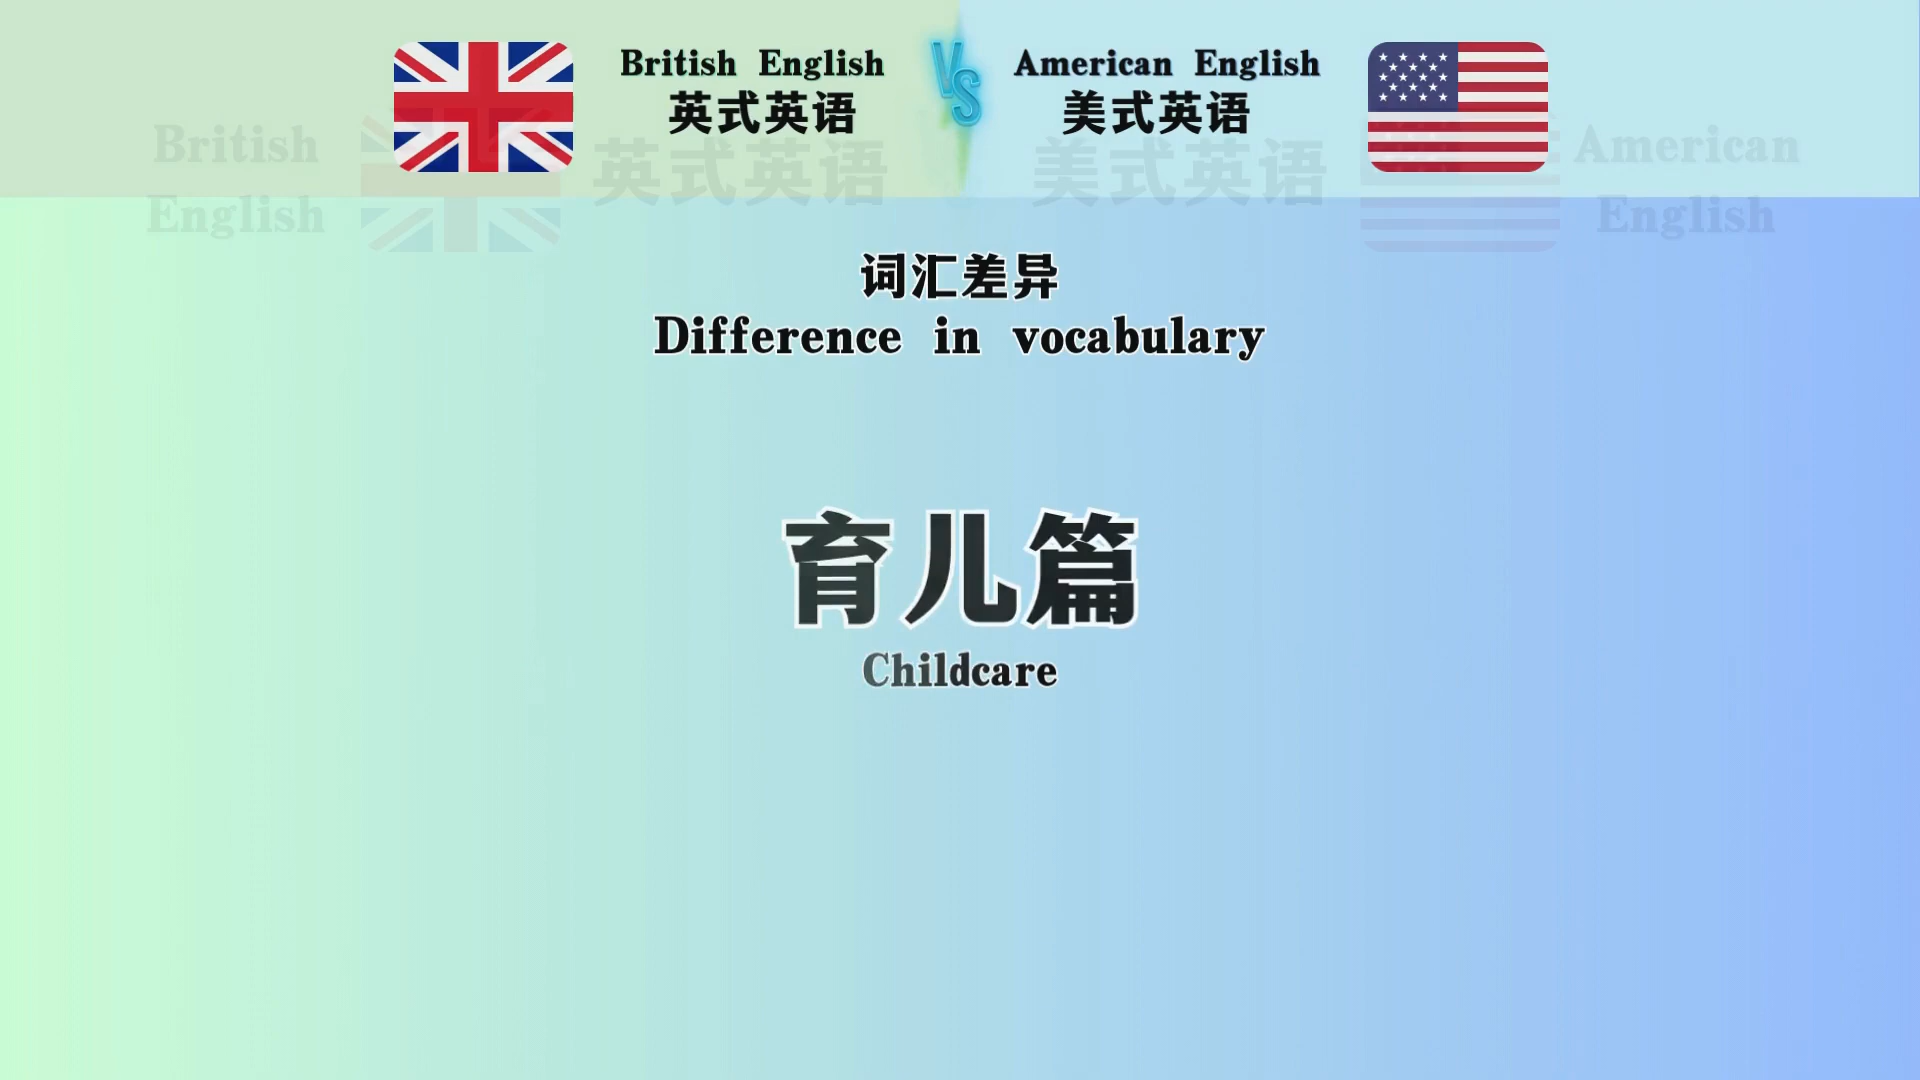 British English
英式英语
VS
American English
美式英语
British
English
英式英语
美式英语
American
English
词汇差异
Difference in vocabulary
育儿篇
Childcare